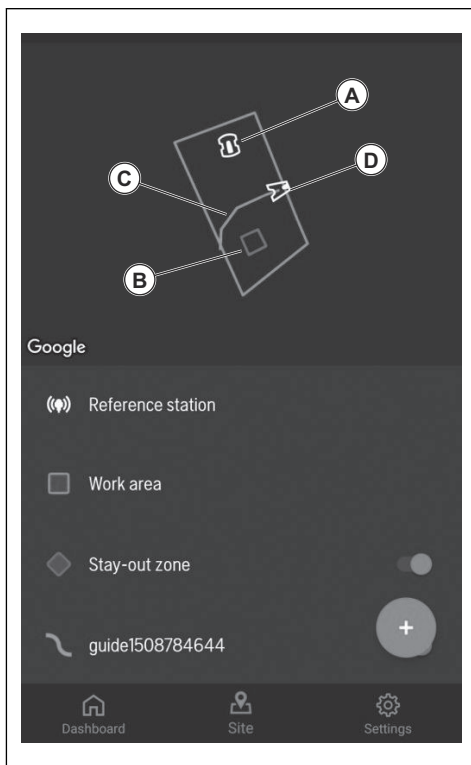 A
D
C
B
Google
Reference station
Work area
Stay-out zone
guide1508784644
+
Dashboard Site Settings